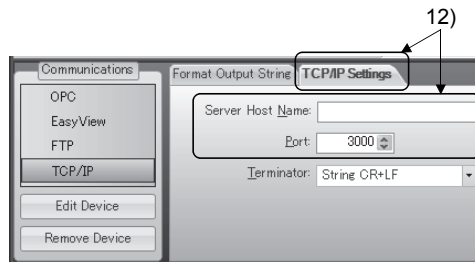 12)
Communications
OPC
EasyView
FTP
TCP/IP
Edit Device
Remove Device
Format Output String
TCP/IP Settings
Server Host Name:
Port: 3000
Terminator: String CR+LF